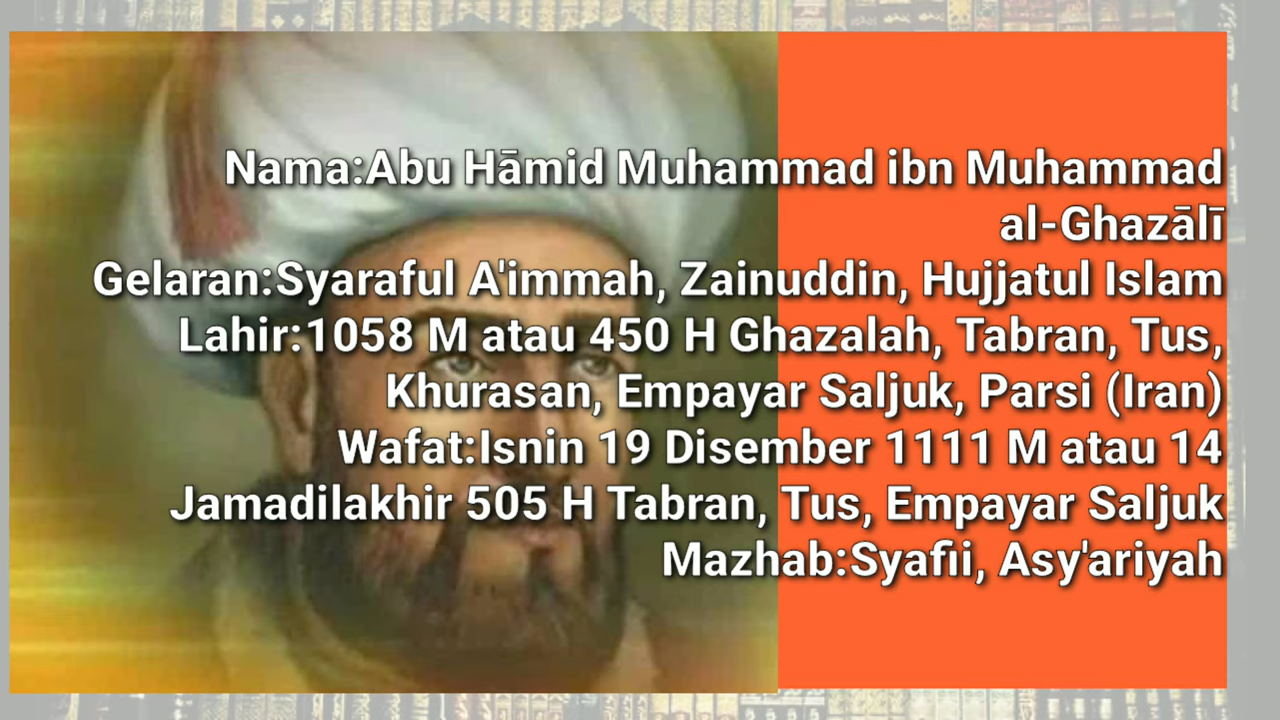 Nama:Abu Hāmid Muhammad ibn Muhammad
al-Ghazālī
Gelaran:Syaraful A'immah, Zainuddin, Hujjatul Islam
Lahir:1058 M atau 450 H Ghazalah, Tabran, Tus,
Khurasan, Empayar Saljuk, Parsi (Iran)
Wafat:Isnin 19 Disember 1111 M atau 14
Jamadilakhir 505 H Tabran, Tus, Empayar Saljuk
Mazhab:Syafii, Asy'ariyah